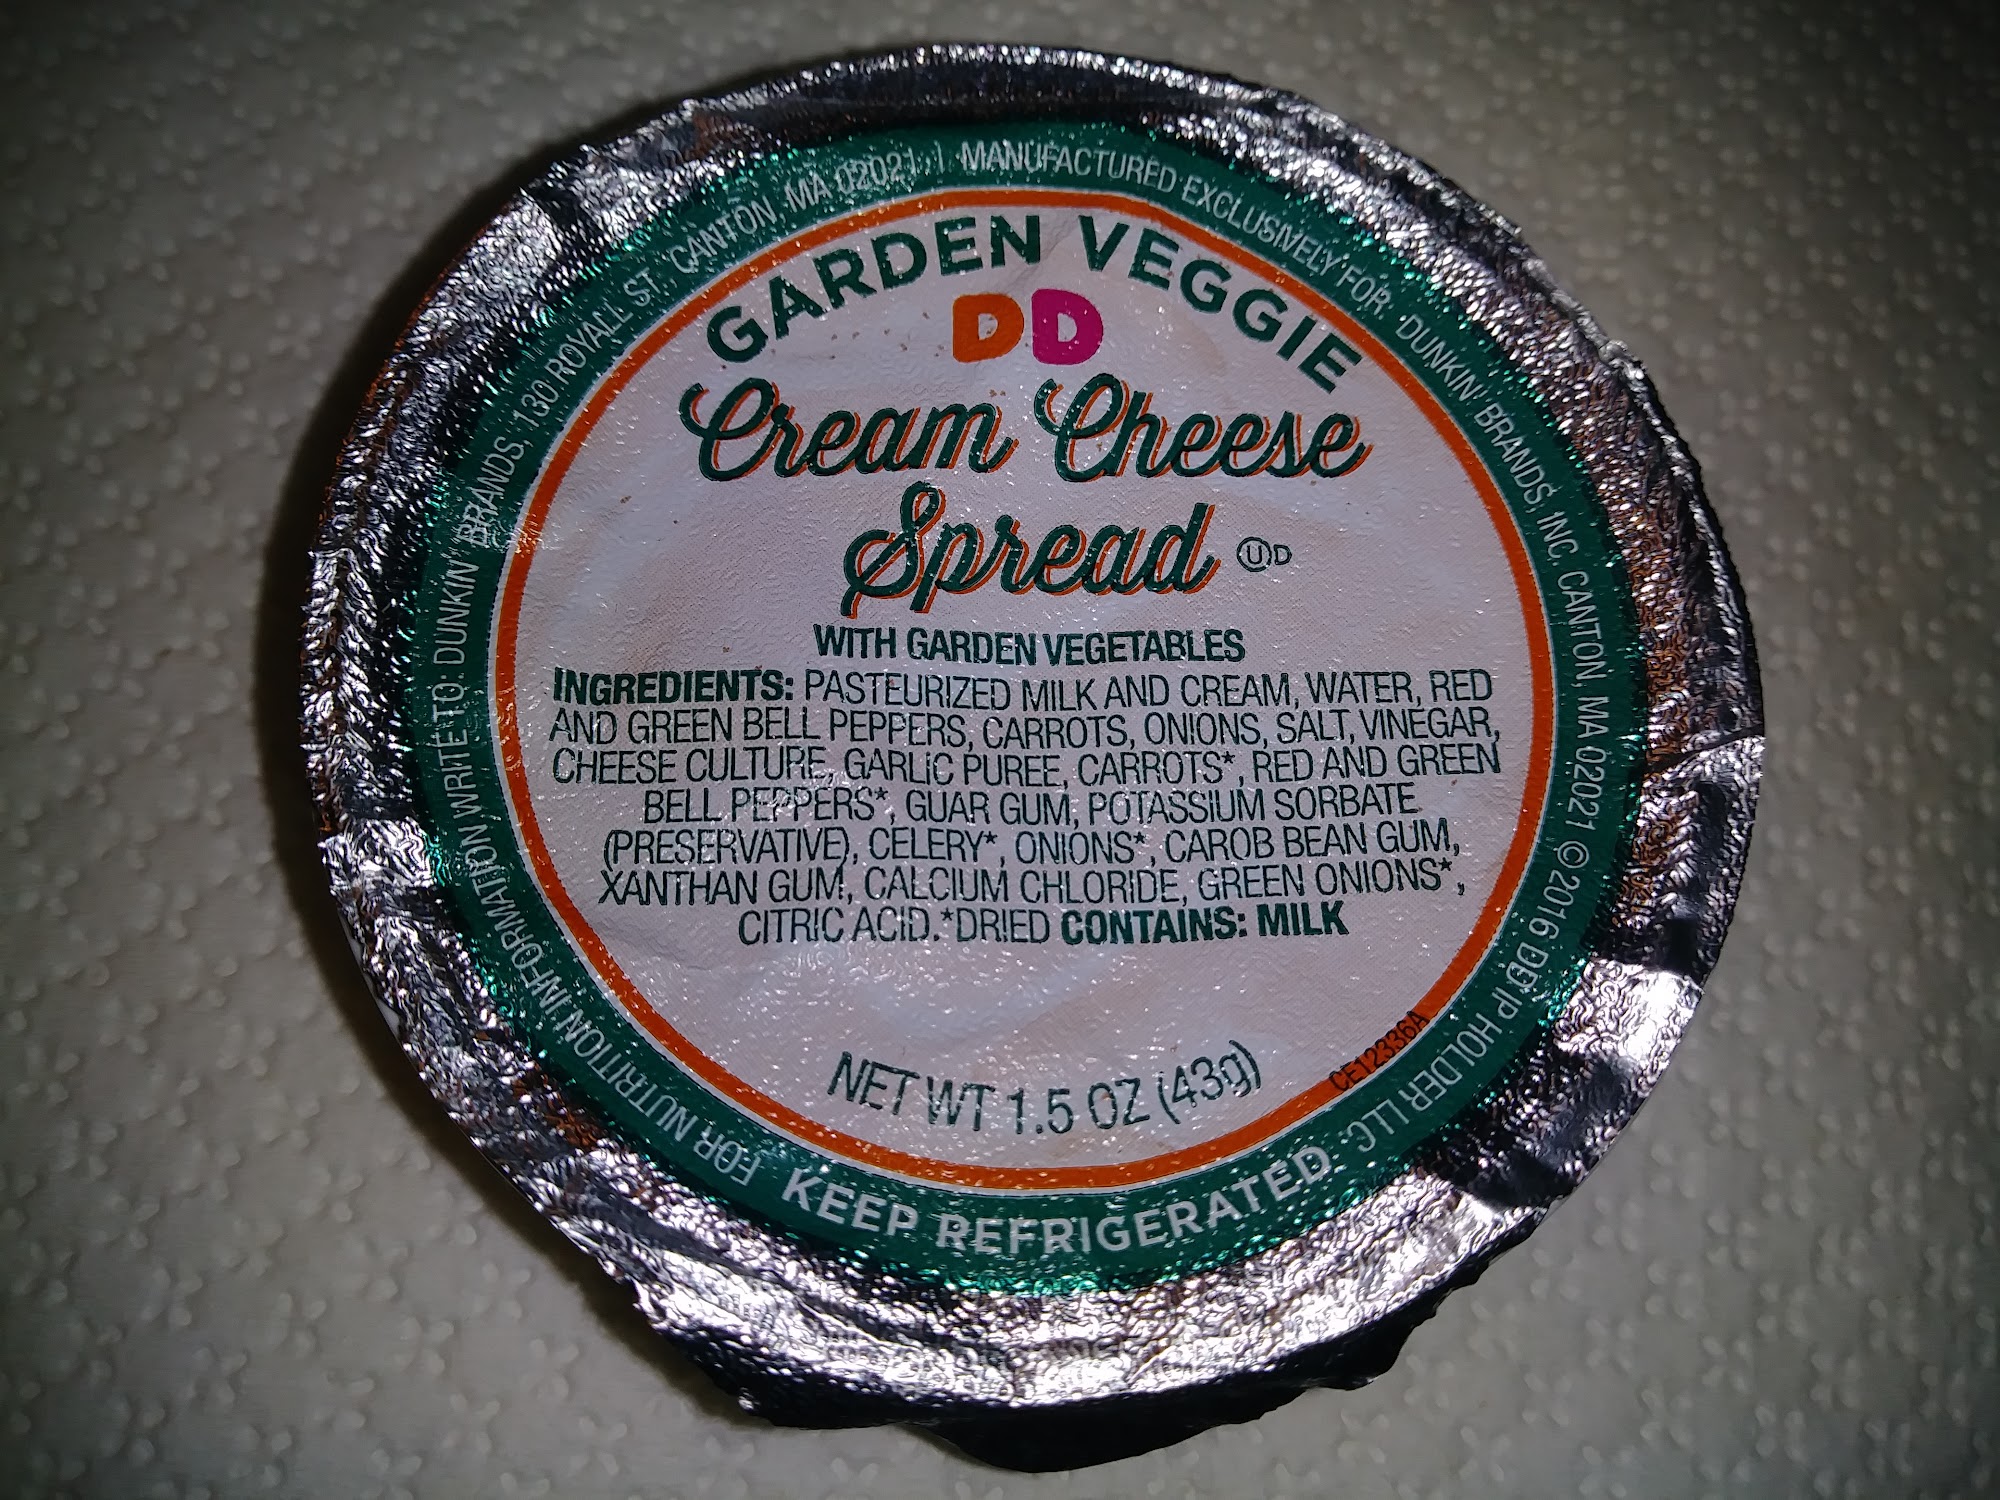 GARDEN VEGGIE
DD
Cream Cheese
Spread UD
WITH GARDEN VEGETABLES
INGREDIENTS: PASTEURIZED MILK AND CREAM, WATER, RED
AND GREEN BELL PEPPERS, CARROTS, ONIONS, SALT, VINEGAR,
CHEESE CULTURE, GARLIC PUREE, CARROTS*, RED AND GREEN
BELL PEPPERS*, GUAR GUM, POTASSIUM SORBATE
(PRESERVATIVE), CELERY*, ONIONS*, CAROB BEAN GUM,
XANTHAN GUM, CALCIUM CHLORIDE, GREEN ONIONS*,
CITRIC ACID.*DRIED CONTAINS: MILK
NET WT 1.5 OZ (43g)
CE12336A
KEEP REFRIGERATED.
FOR NUTRITION INFORMATION WRITE TO: DUNKIN' BRANDS, 130 ROYALL ST. CANTON, MA 02021 | MANUFACTURED EXCLUSIVELY FOR: DUNKIN' BRANDS, INC. CANTON, MA 02021 ©2016 DD IP HOLDER LLC.